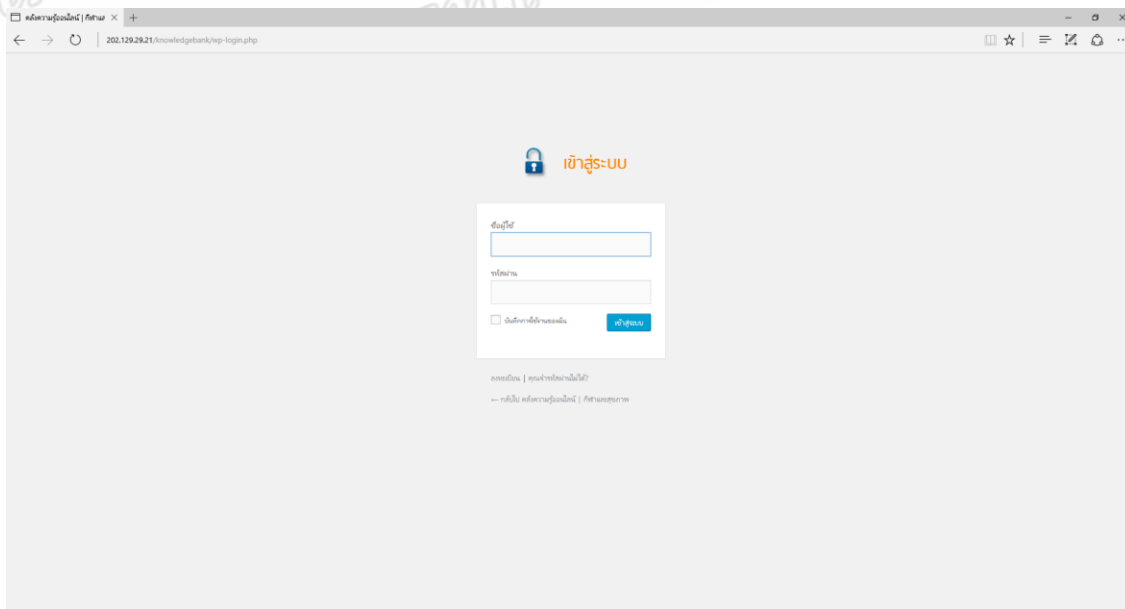 คลังความรู้ออนไลน์ | กีฬาแล
202.129.29.21/knowledgebank/wp-login.php
เข้าสู่ระบบ
ชื่อผู้ใช้
รหัสผ่าน
บันทึกการใช้งานของฉัน
เข้าสู่ระบบ
ลงทะเบียน | คุณจำรหัสผ่านไม่ได้?
← กลับไป คลังความรู้ออนไลน์ | กีฬาและสุขภาพ